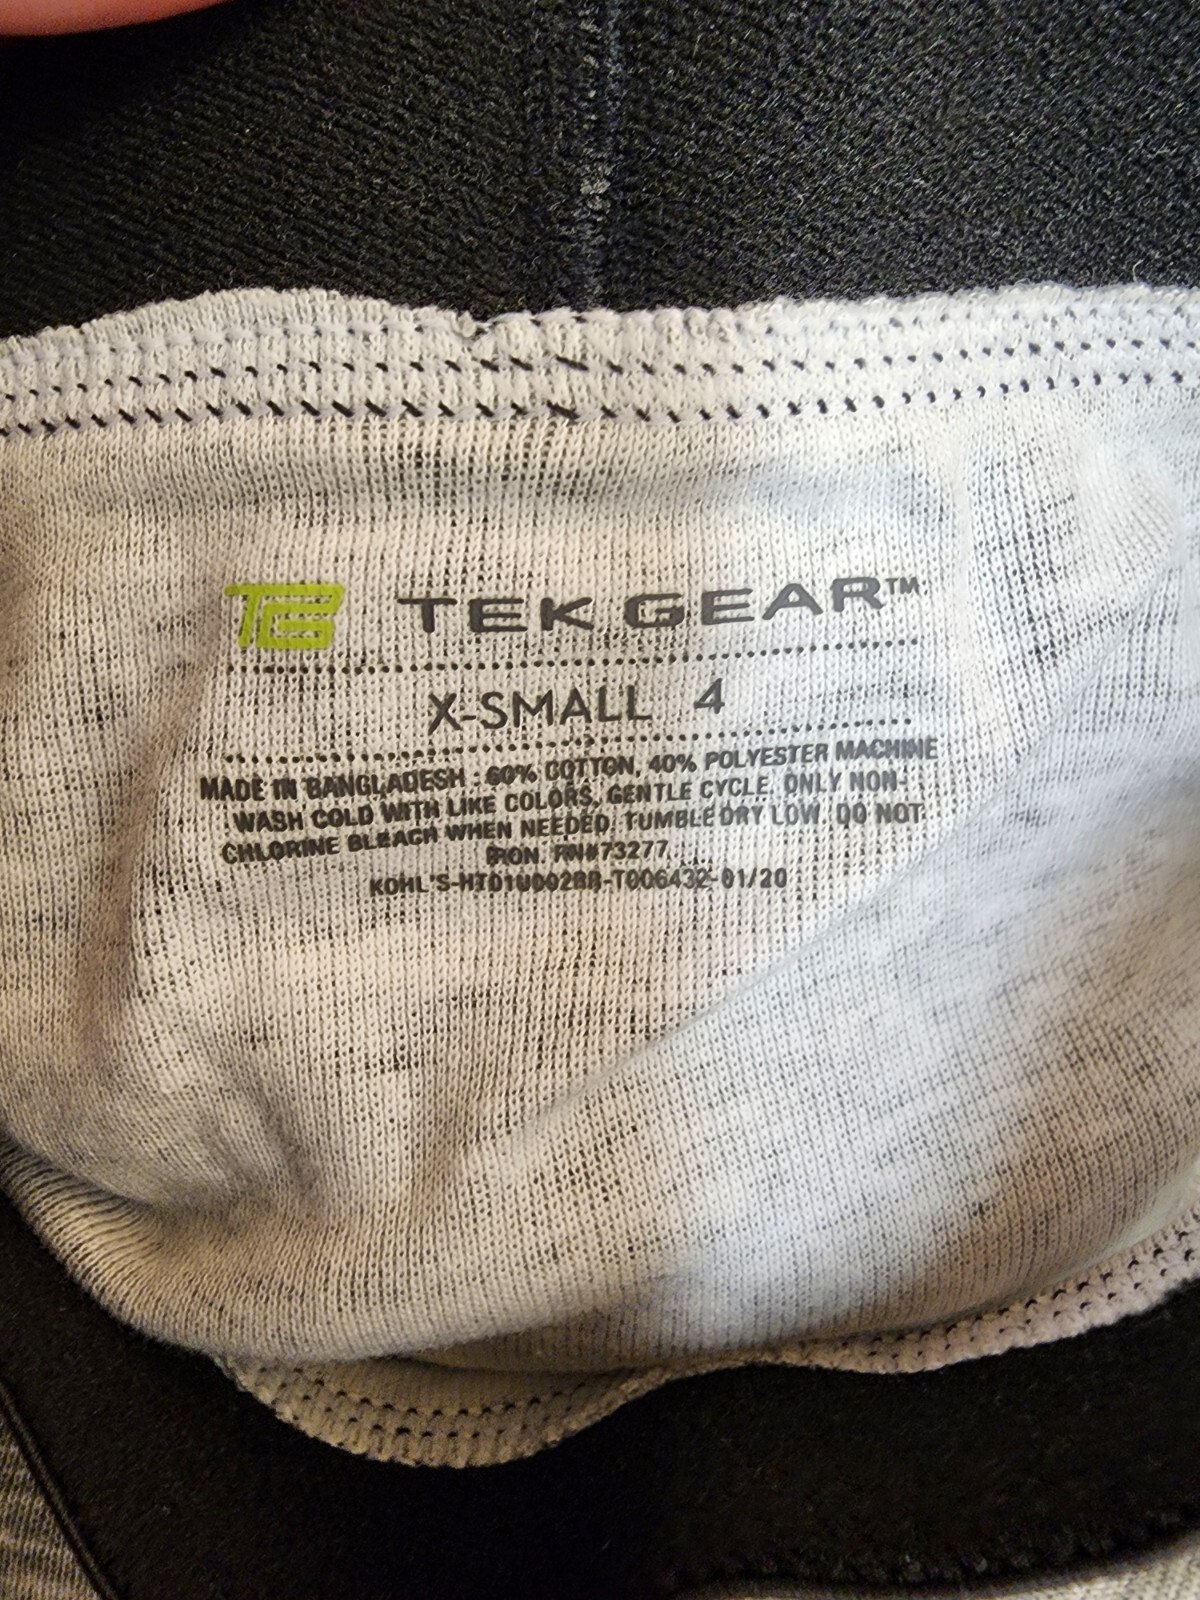 TG TEK GEAR™
X-SMALL 4
MADE IN BANGLADESH : 60% COTTON, 40% POLYESTER MACHINE
WASH COLD WITH LIKE COLORS, GENTLE CYCLE. ONLY NON-
CHLORINE BLEACH WHEN NEEDED. TUMBLE DRY LOW. DO NOT
IRON. RN#73277
KOHL'S-HT01U002BB-T006432-01/20